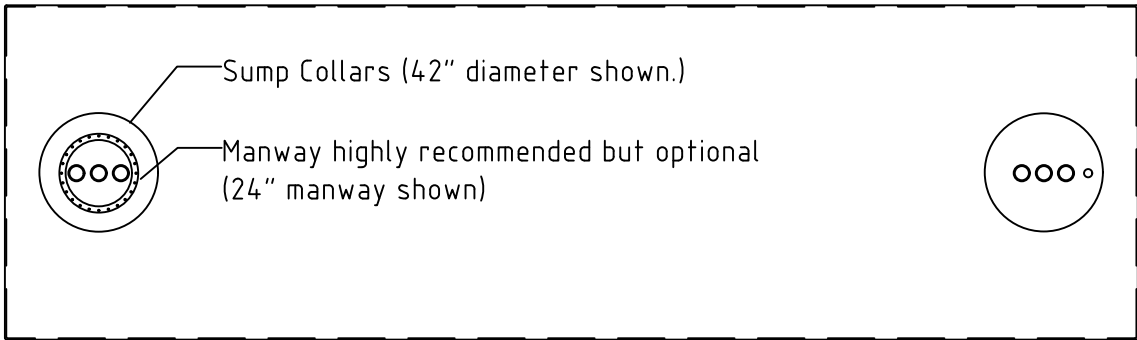 Sump Collars (42" diameter shown.)
Manway highly recommended but optional
(24" manway shown)